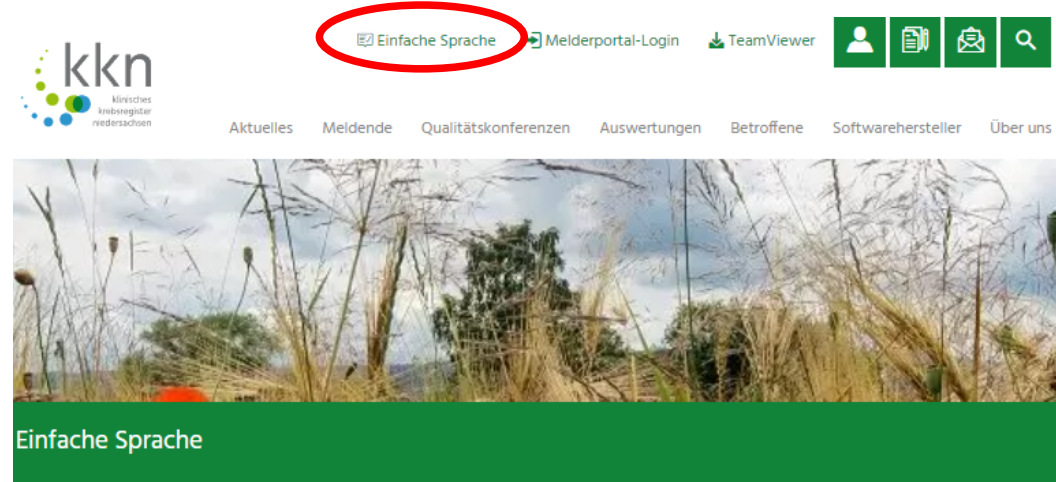 Einfache Sprache
Melderportal-Login
TeamViewer
kkn
klinisches
krebsregister
niedersachsen
Aktuelles
Meldende
Qualitätskonferenzen
Auswertungen
Betroffene
Softwarehersteller
Über uns
Einfache Sprache